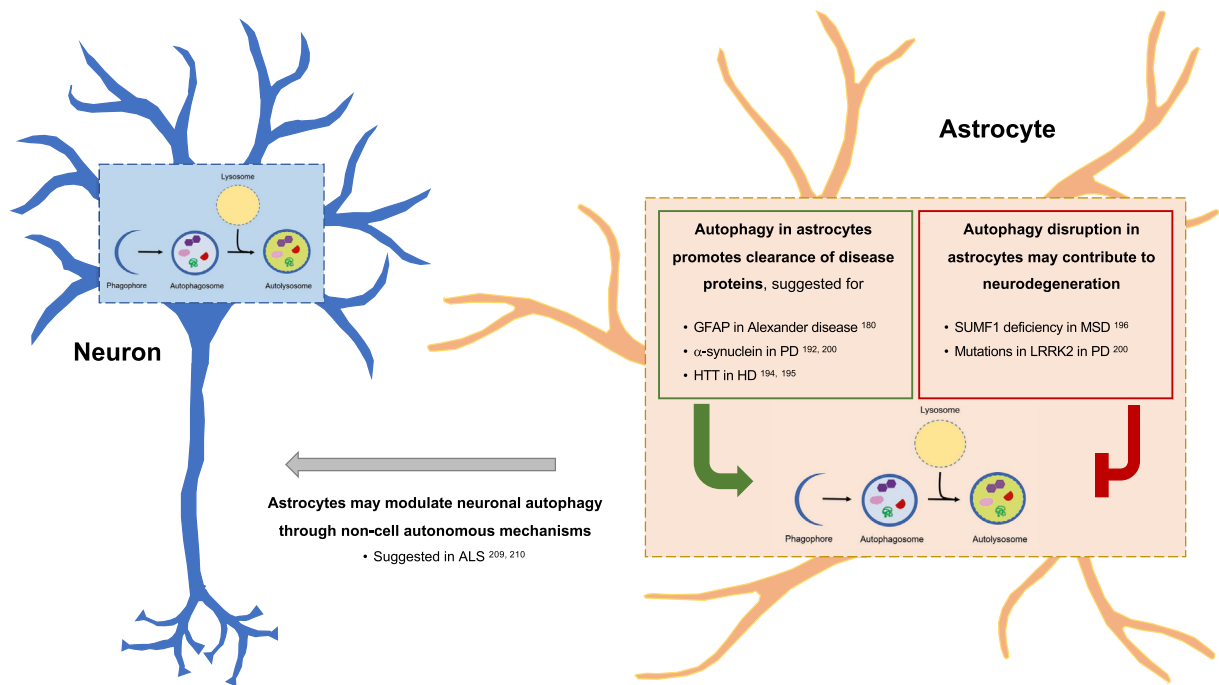 Lysosome
Phagophore
Autophagosome
Autolysosome
Neuron
Astrocytes may modulate neuronal autophagy
through non-cell autonomous mechanisms
• Suggested in ALS 209, 210
Astrocyte
Autophagy in astrocytes
promotes clearance of disease
proteins, suggested for
• GFAP in Alexander disease 180
• α-synuclein in PD 192, 200
• HTT in HD 194, 195
Autophagy disruption in
astrocytes may contribute to
neurodegeneration
• SUMF1 deficiency in MSD 196
• Mutations in LRRK2 in PD 200
Lysosome
Phagophore
Autophagosome
Autolysosome